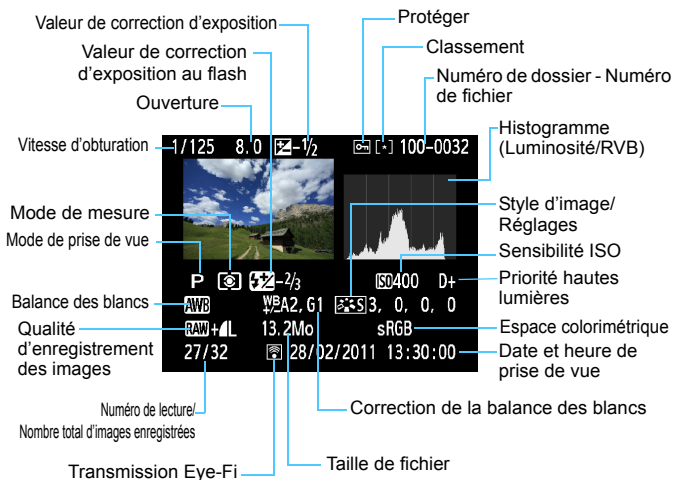 Valeur de correction d'exposition
Protéger
Valeur de correction
d'exposition au flash
Classement
Numéro de dossier - Numéro
de fichier
Ouverture
Histogramme
(Luminosité/RVB)
Vitesse d'obturation
1/125 8.0 -1/2 [*] 100-0032
Style d'image/
Réglages
Mode de mesure
Sensibilité ISO
Mode de prise de vue
P -2/3 ISO400 D+
Priorité hautes
lumières
Balance des blancs
AWB WB A2, G1 S 3, 0, 0, 0
Qualité
d'enregistrement
des images
RAW+L 13.2Mo sRGB
Espace colorimétrique
27/32 28/02/2011 13:30:00
Date et heure de
prise de vue
Numéro de lecture/
Nombre total d'images enregistrées
Correction de la balance des blancs
Transmission Eye-Fi
Taille de fichier